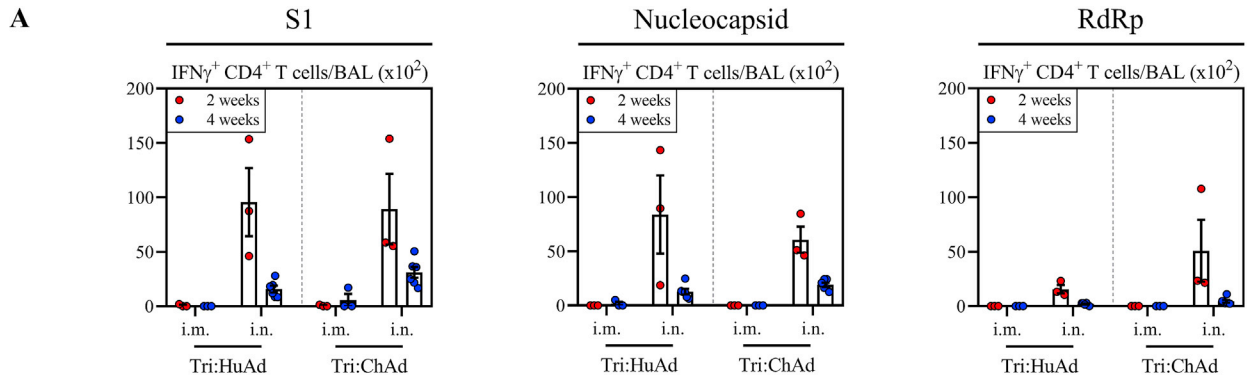 A
S1
IFNγ⁺ CD4⁺ T cells/BAL (x10²)
200
150
100
50
0
2 weeks
4 weeks
i.m.
i.n.
i.m.
i.n.
Tri:HuAd
Tri:ChAd
Nucleocapsid
IFNγ⁺ CD4⁺ T cells/BAL (x10²)
200
150
100
50
0
2 weeks
4 weeks
i.m.
i.n.
i.m.
i.n.
Tri:HuAd
Tri:ChAd
RdRp
IFNγ⁺ CD4⁺ T cells/BAL (x10²)
200
150
100
50
0
2 weeks
4 weeks
i.m.
i.n.
i.m.
i.n.
Tri:HuAd
Tri:ChAd